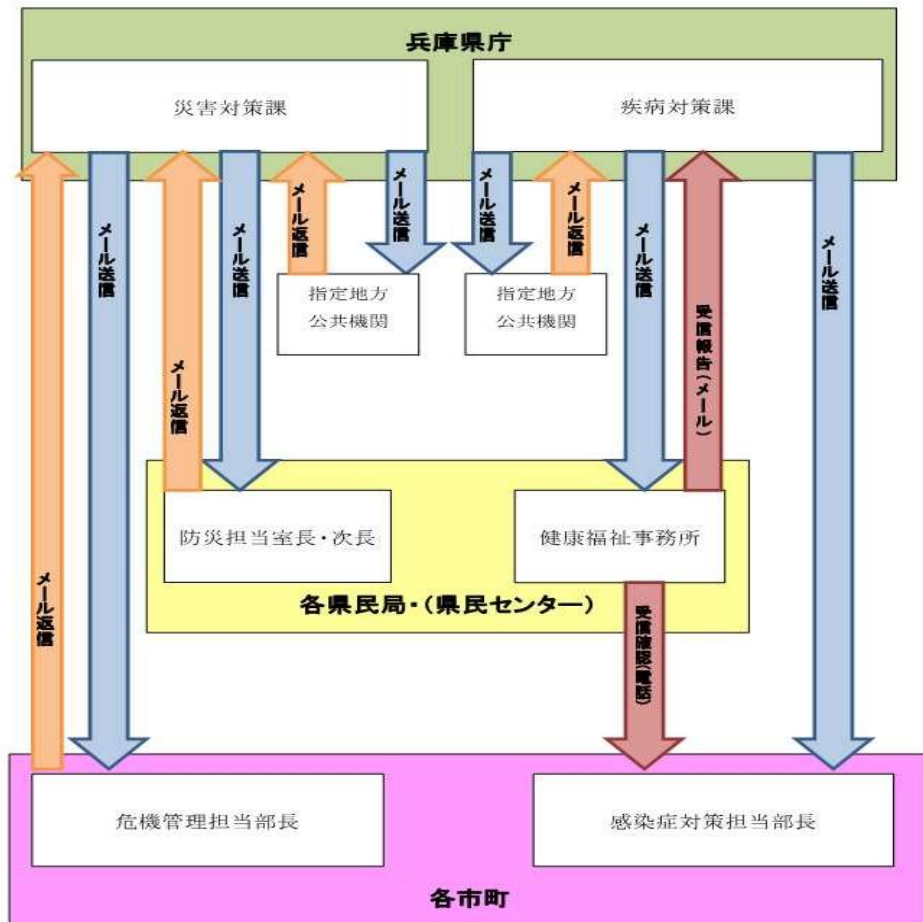 兵庫県庁
災害対策課
疾病対策課
メール送信
メール返信
メール送信
メール返信
メール送信
メール送信
メール返信
メール送信
受信報告(メール)
メール送信
指定地方
公共機関
指定地方
公共機関
メール返信
防災担当室長・次長
健康福祉事務所
各県民局・(県民センター)
受信確認(電話)
危機管理担当部長
感染症対策担当部長
各市町